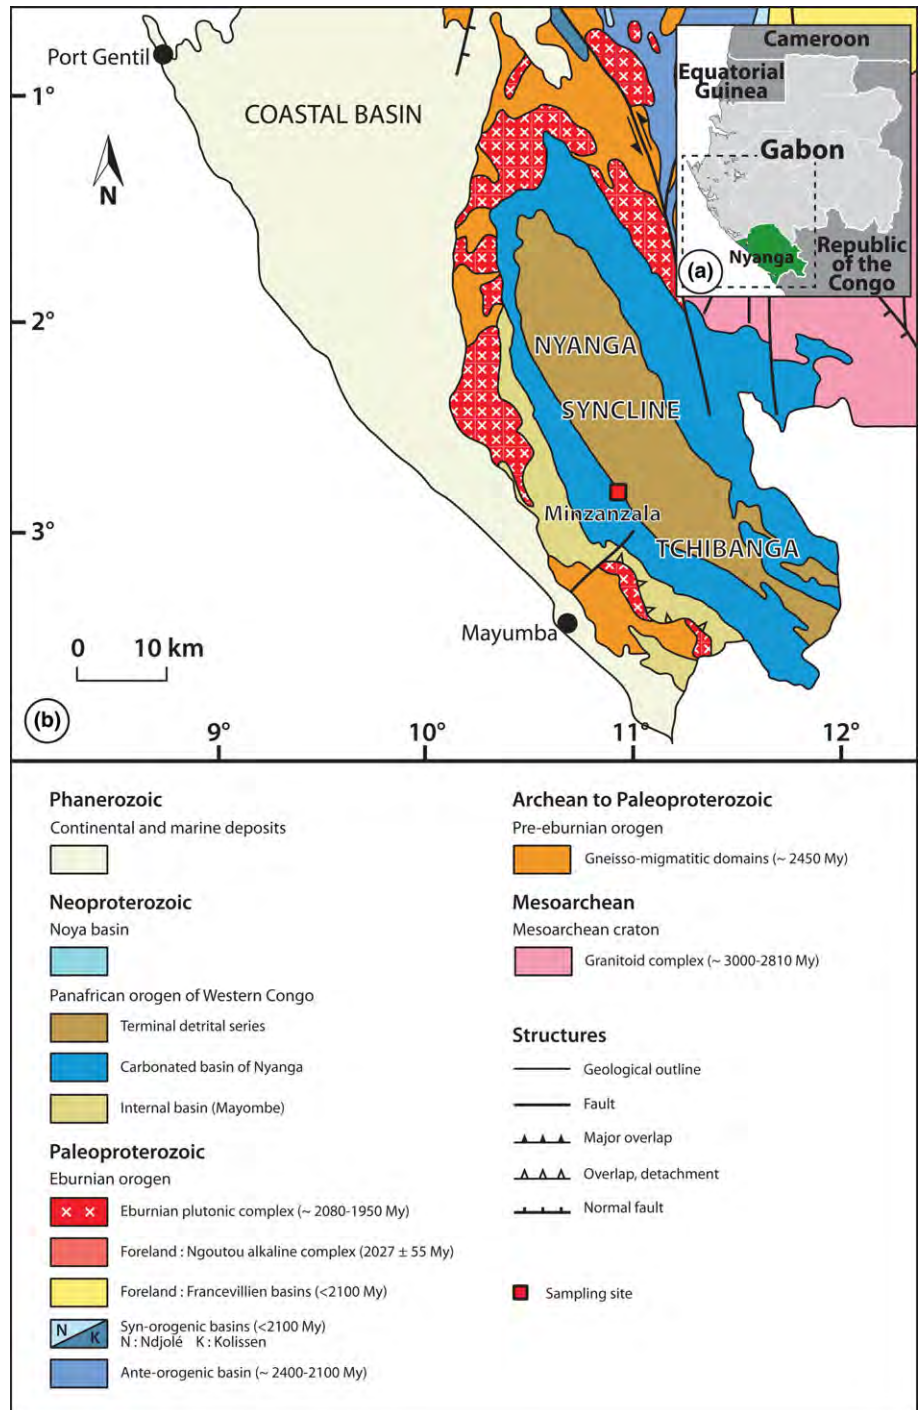 Port Gentil
COASTAL BASIN
1°
N
2°
3°
NYANGA
SYNCLINE
Minzanzala
TCHIBANGA
Mayumba
0 10 km
(b)
9° 10° 11° 12°
Cameroon
Equatorial
Guinea
Gabon
Nyanga
Republic
of the
Congo
(a)
Phanerozoic
Continental and marine deposits
Neoproterozoic
Noya basin
Panafrican orogen of Western Congo
Terminal detrital series
Carbonated basin of Nyanga
Internal basin (Mayombe)
Paleoproterozoic
Eburnian orogen
Eburnian plutonic complex (~ 2080-1950 My)
Foreland : Ngoutou alkaline complex (2027 ± 55 My)
Foreland : Francevillien basins (<2100 My)
N K
Syn-orogenic basins (<2100 My)
N : Ndjolé K : Kolissen
Ante-orogenic basin (~ 2400-2100 My)
Archean to Paleoproterozoic
Pre-eburnian orogen
Gneisso-migmatitic domains (~ 2450 My)
Mesoarchean
Mesoarchean craton
Granitoid complex (~ 3000-2810 My)
Structures
Geological outline
Fault
Major overlap
Overlap, detachment
Normal fault
Sampling site